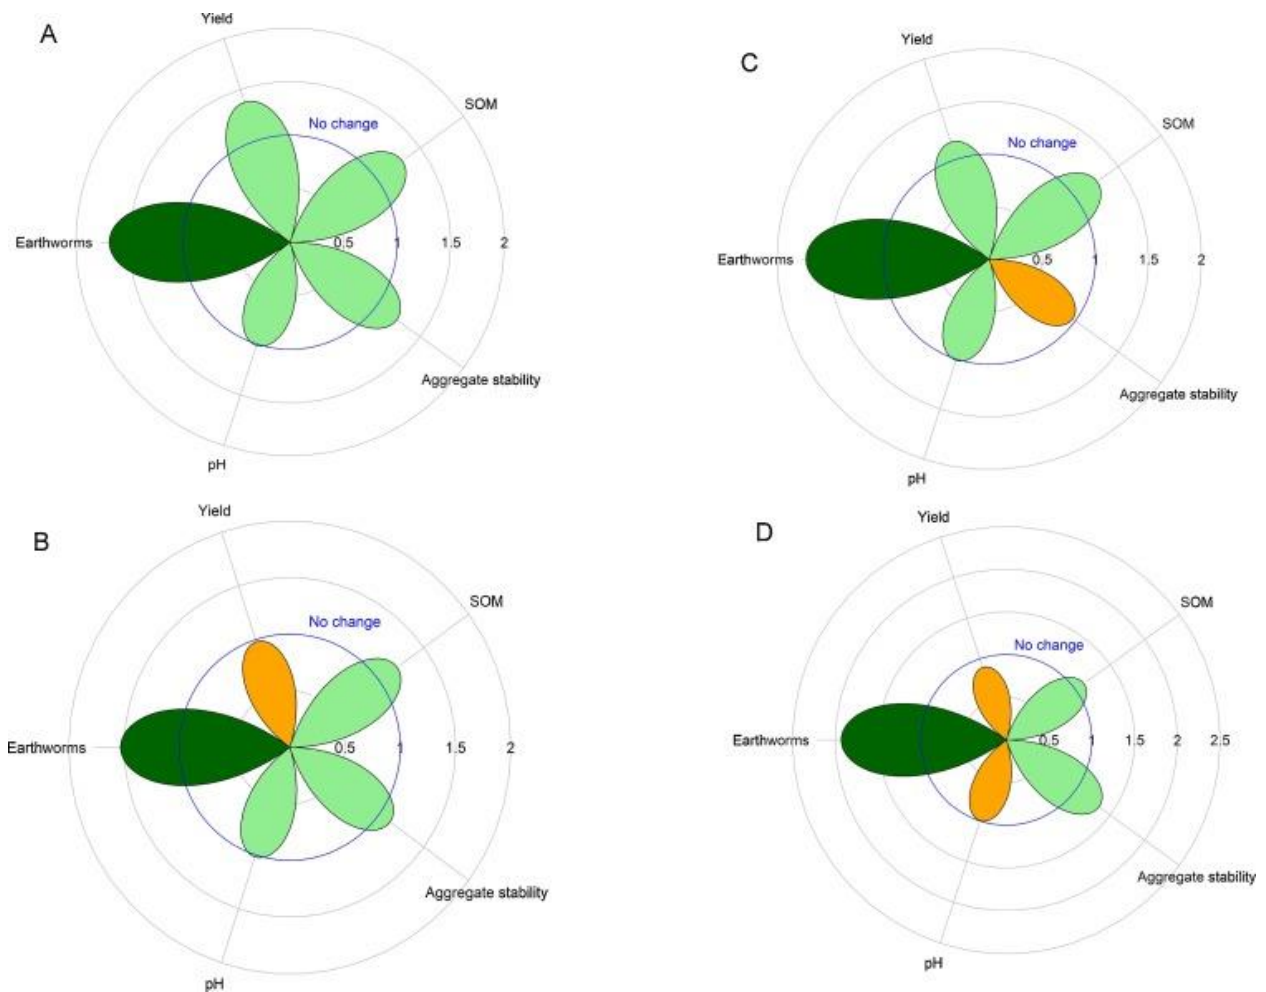 A
Yield
SOM
No change
Earthworms
0.5 1 1.5 2
Aggregate stability
pH
C
Yield
SOM
No change
Earthworms
0.5 1 1.5 2
Aggregate stability
pH
B
Yield
SOM
No change
Earthworms
0.5 1 1.5 2
Aggregate stability
pH
D
Yield
SOM
No change
Earthworms
0.5 1 1.5 2 2.5
Aggregate stability
pH